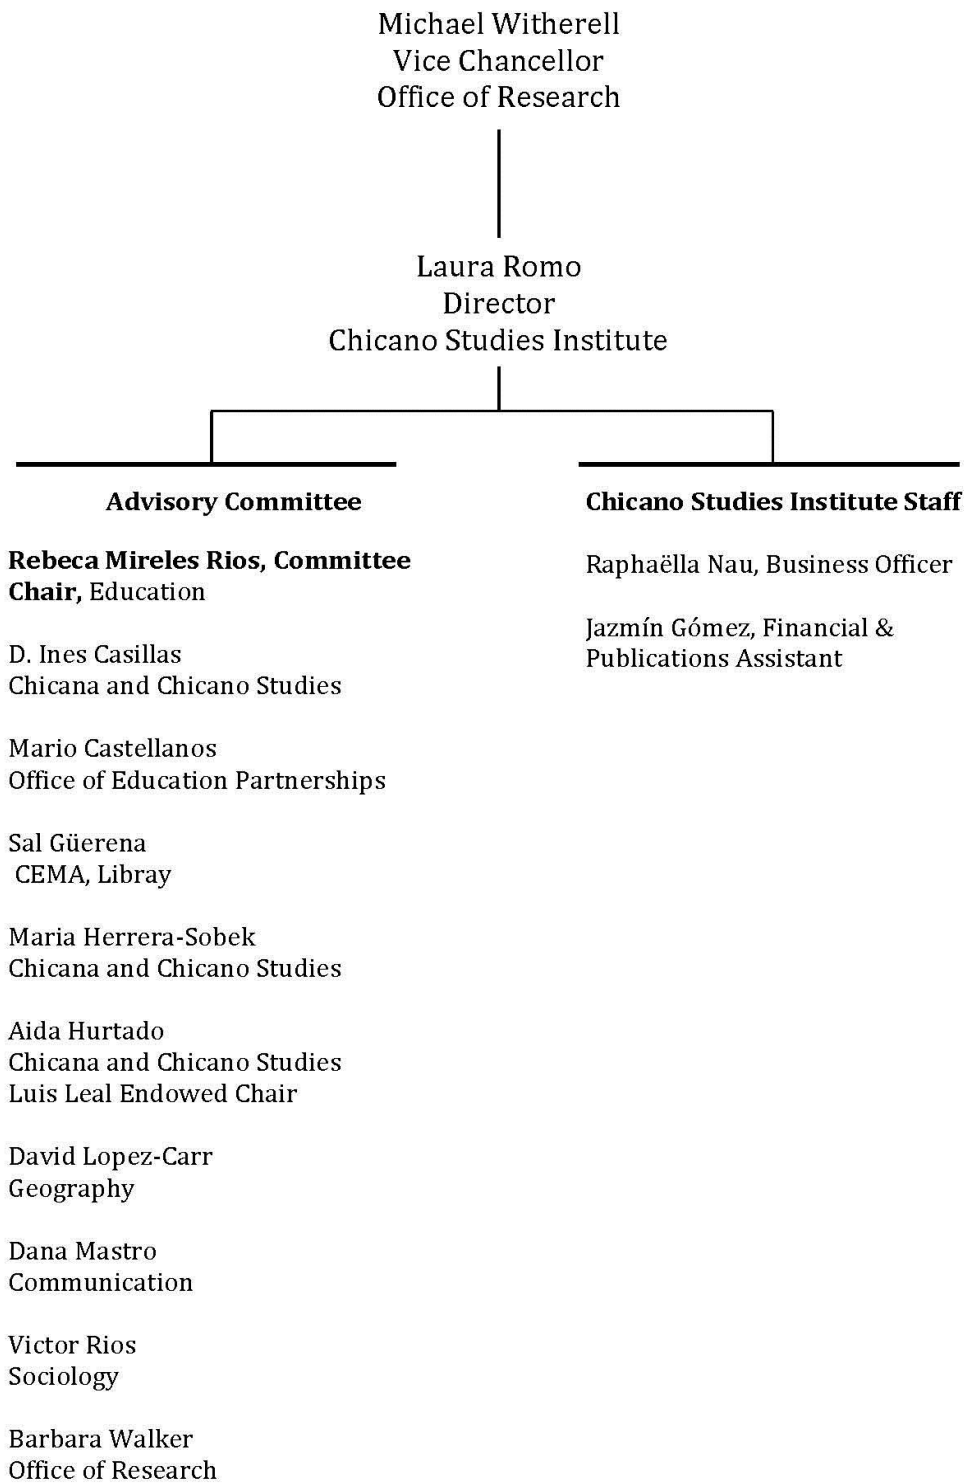 Michael Witherell
Vice Chancellor
Office of Research
Laura Romo
Director
Chicano Studies Institute
Advisory Committee
Rebeca Mireles Rios, Committee
Chair, Education
D. Ines Casillas
Chicana and Chicano Studies
Mario Castellanos
Office of Education Partnerships
Sal Güerena
CEMA, Libray
Maria Herrera-Sobek
Chicana and Chicano Studies
Aida Hurtado
Chicana and Chicano Studies
Luis Leal Endowed Chair
David Lopez-Carr
Geography
Dana Mastro
Communication
Victor Rios
Sociology
Barbara Walker
Office of Research
Chicano Studies Institute Staff
Raphaëlla Nau, Business Officer
Jazmín Gómez, Financial &
Publications Assistant